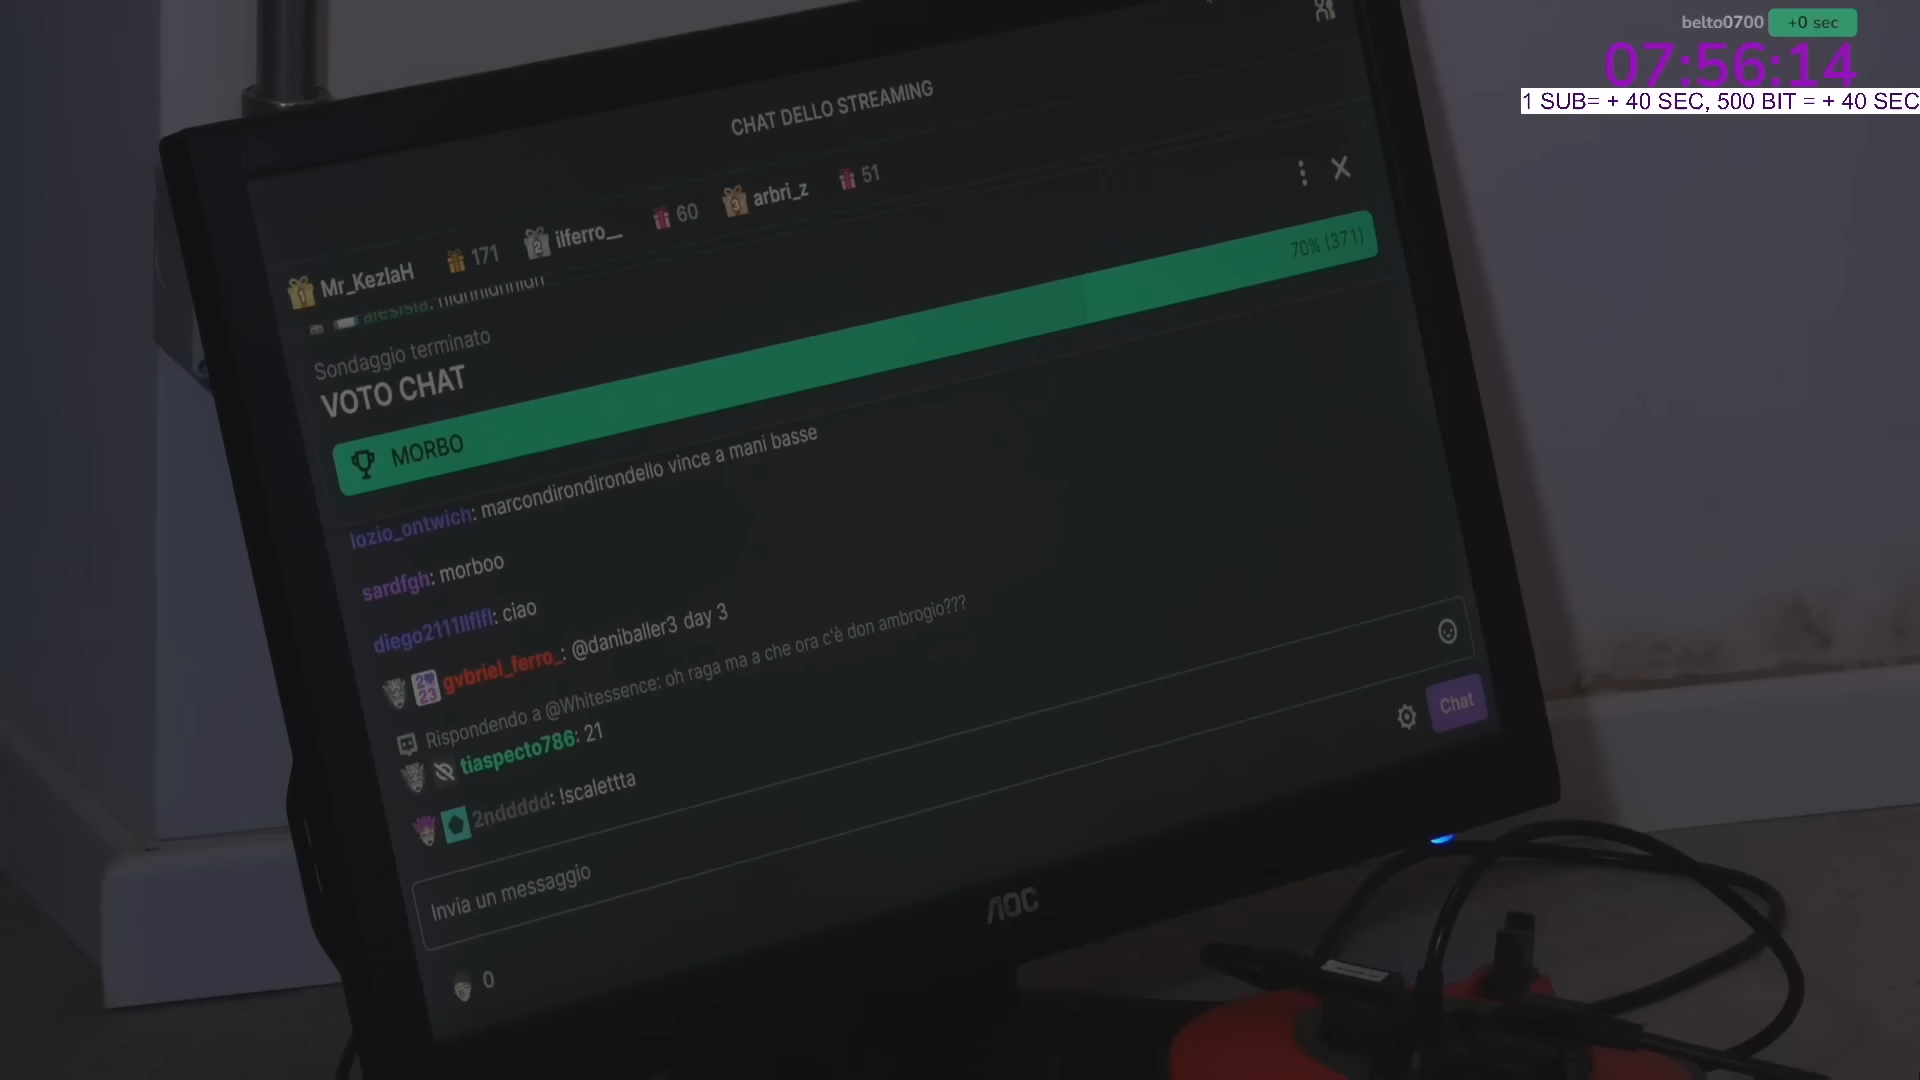 belto0700 +0 sec
07:56:14
1 SUB= + 40 SEC, 500 BIT = + 40 SEC
CHAT DELLO STREAMING
1 Mr_KezlaH 171 2 ilferro__ 60 3 arbri_z 51
Sondaggio terminato
VOTO CHAT
MORBO 70% (371)
lozio_ontwich: marcondirondirondello vince a mani basse
sardfgh: morboo
diego2111llflfl: ciao
gvbriel_ferro_: @daniballer3 day 3
Rispondendo a @Whitessence: oh raga ma a che ora c'è don ambrogio???
tiaspecto786: 21
2nddddd: !scalettta
Invia un messaggio
Chat
0
AOC